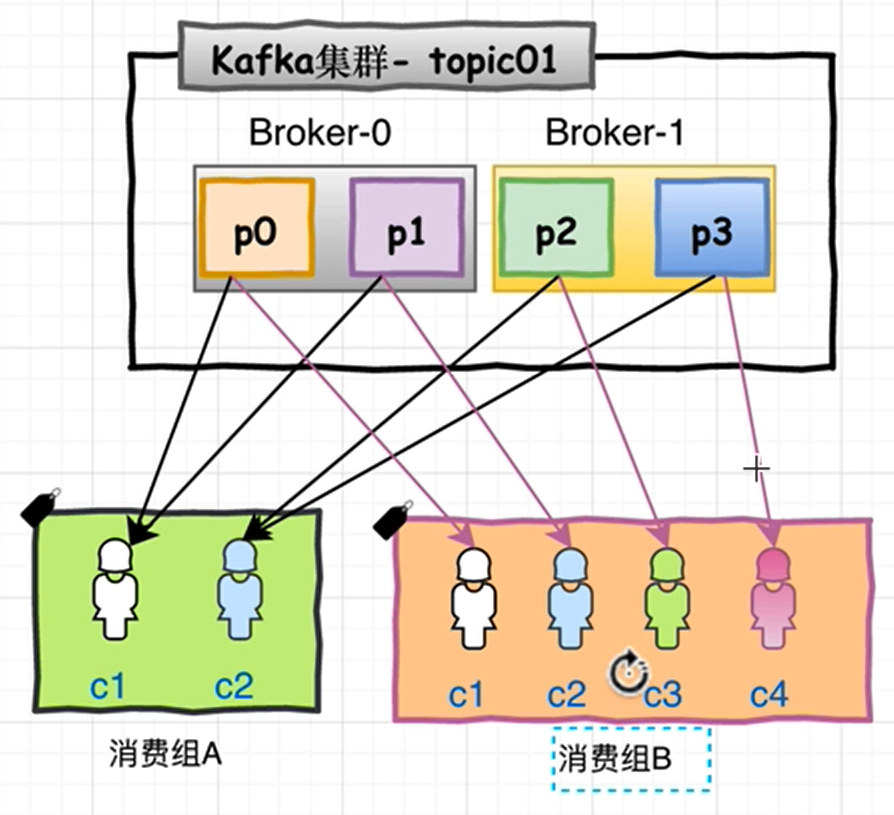 Kafka集群- topic01
Broker-0 Broker-1
p0 p1 p2 p3
c1 c2
c1 c2 c3 c4
消费组A
消费组B